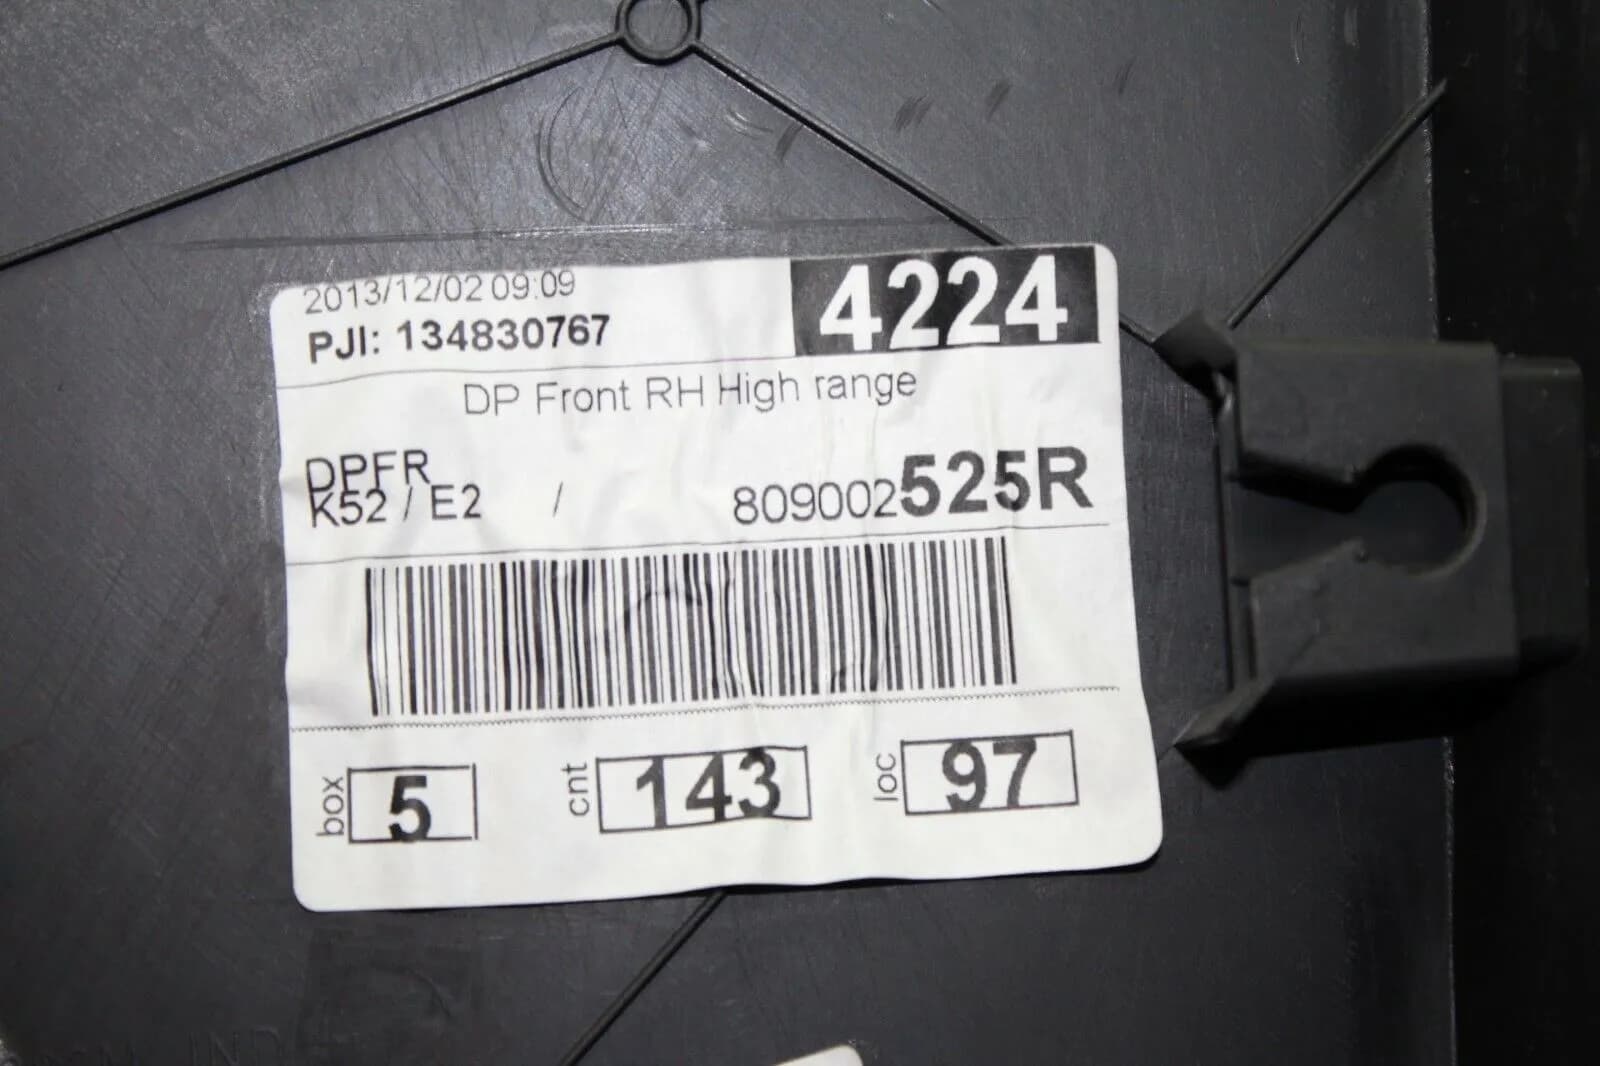 2013/12/02 09:09
4224
PJI: 134830767
DP Front RH High range
DPFR
K52 / E2 / 809002525R
box 5 cnt 143 loc 97